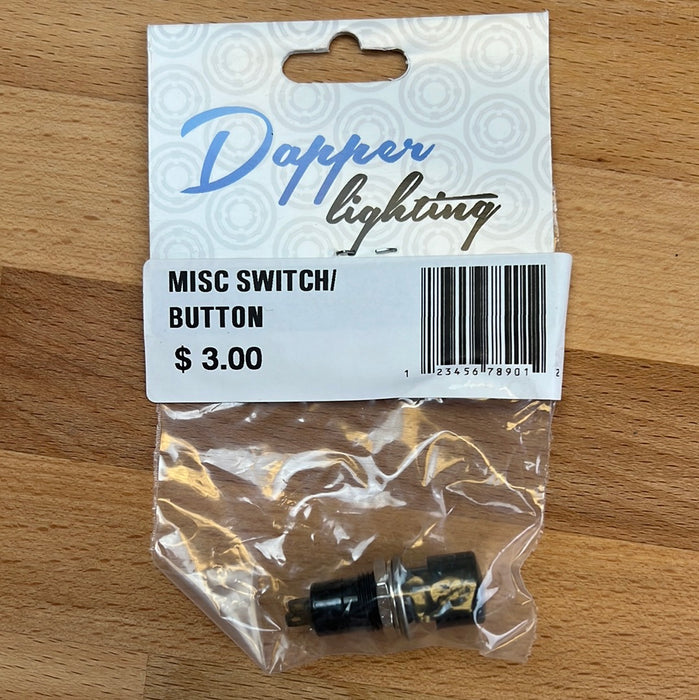 Dapper
lighting
MISC SWITCH/
BUTTON
$ 3.00
1 23456 78901 2